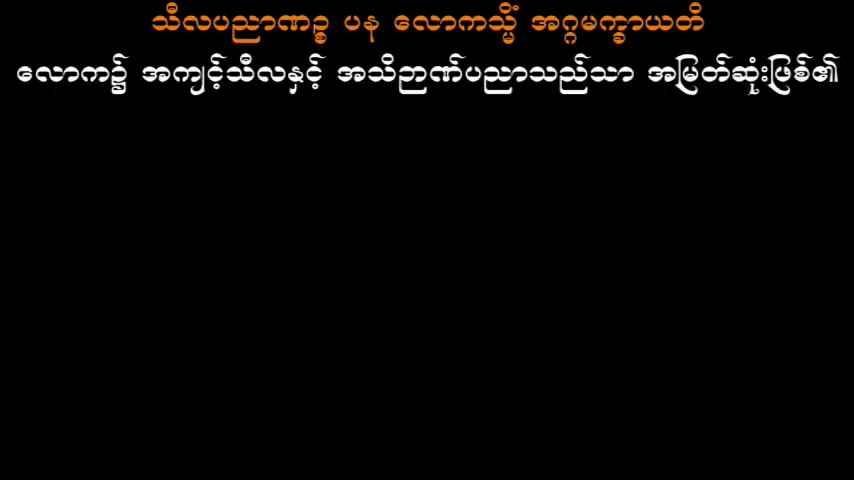 သီလပညာဏဉ္စ ပန လောကသ္မိံ အဂ္ဂမက္ခာယတိ
လောက၌ အကျင့်သီလနှင့် အသိဉာဏ်ပညာသည်သာ အမြတ်ဆုံးဖြစ်၏